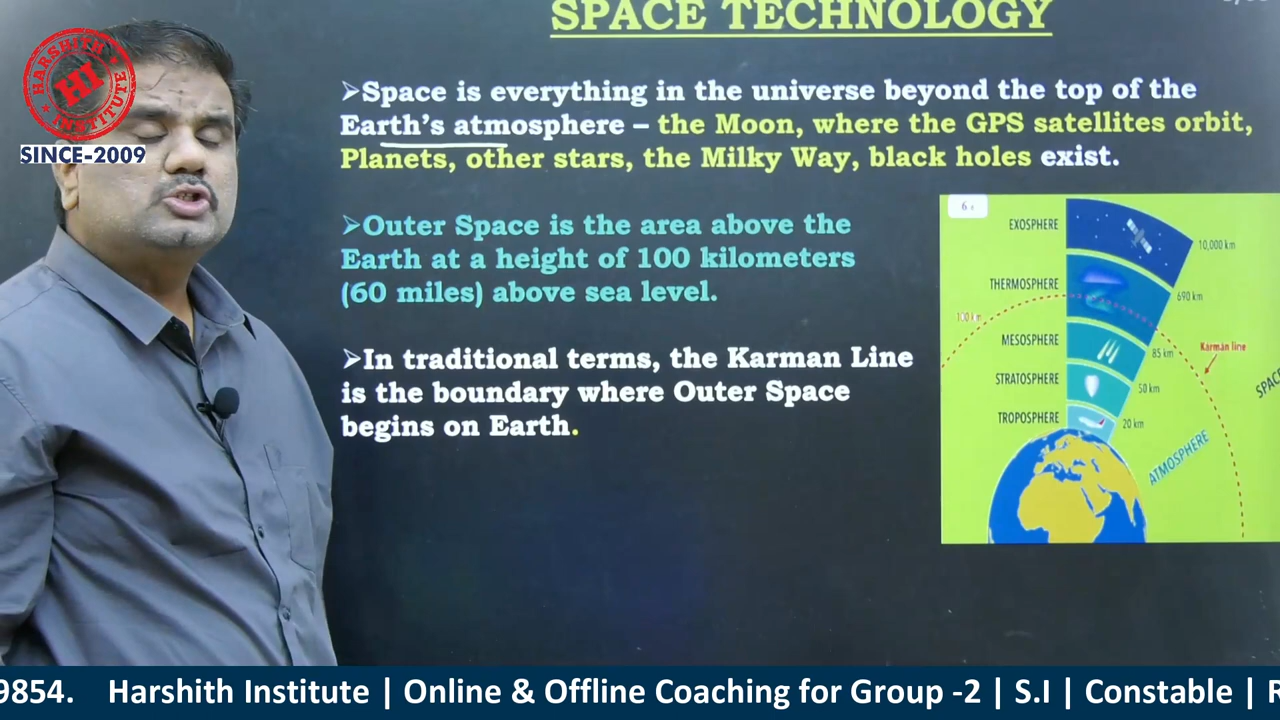 SPACE TECHNOLOGY
HARSHITH
HI
INSTITUTE
SINCE-2009
➢Space is everything in the universe beyond the top of the
Earth's atmosphere – the Moon, where the GPS satellites orbit,
Planets, other stars, the Milky Way, black holes exist.
➢Outer Space is the area above the
Earth at a height of 100 kilometers
(60 miles) above sea level.
➢In traditional terms, the Karman Line
is the boundary where Outer Space
begins on Earth.
EXOSPHERE
10,000 km
THERMOSPHERE
690 km
100 km
MESOSPHERE
85 km
Karman line
STRATOSPHERE
50 km
SPACE
TROPOSPHERE
20 km
ATMOSPHERE
9854. Harshith Institute | Online & Offline Coaching for Group -2 | S.I | Constable | R